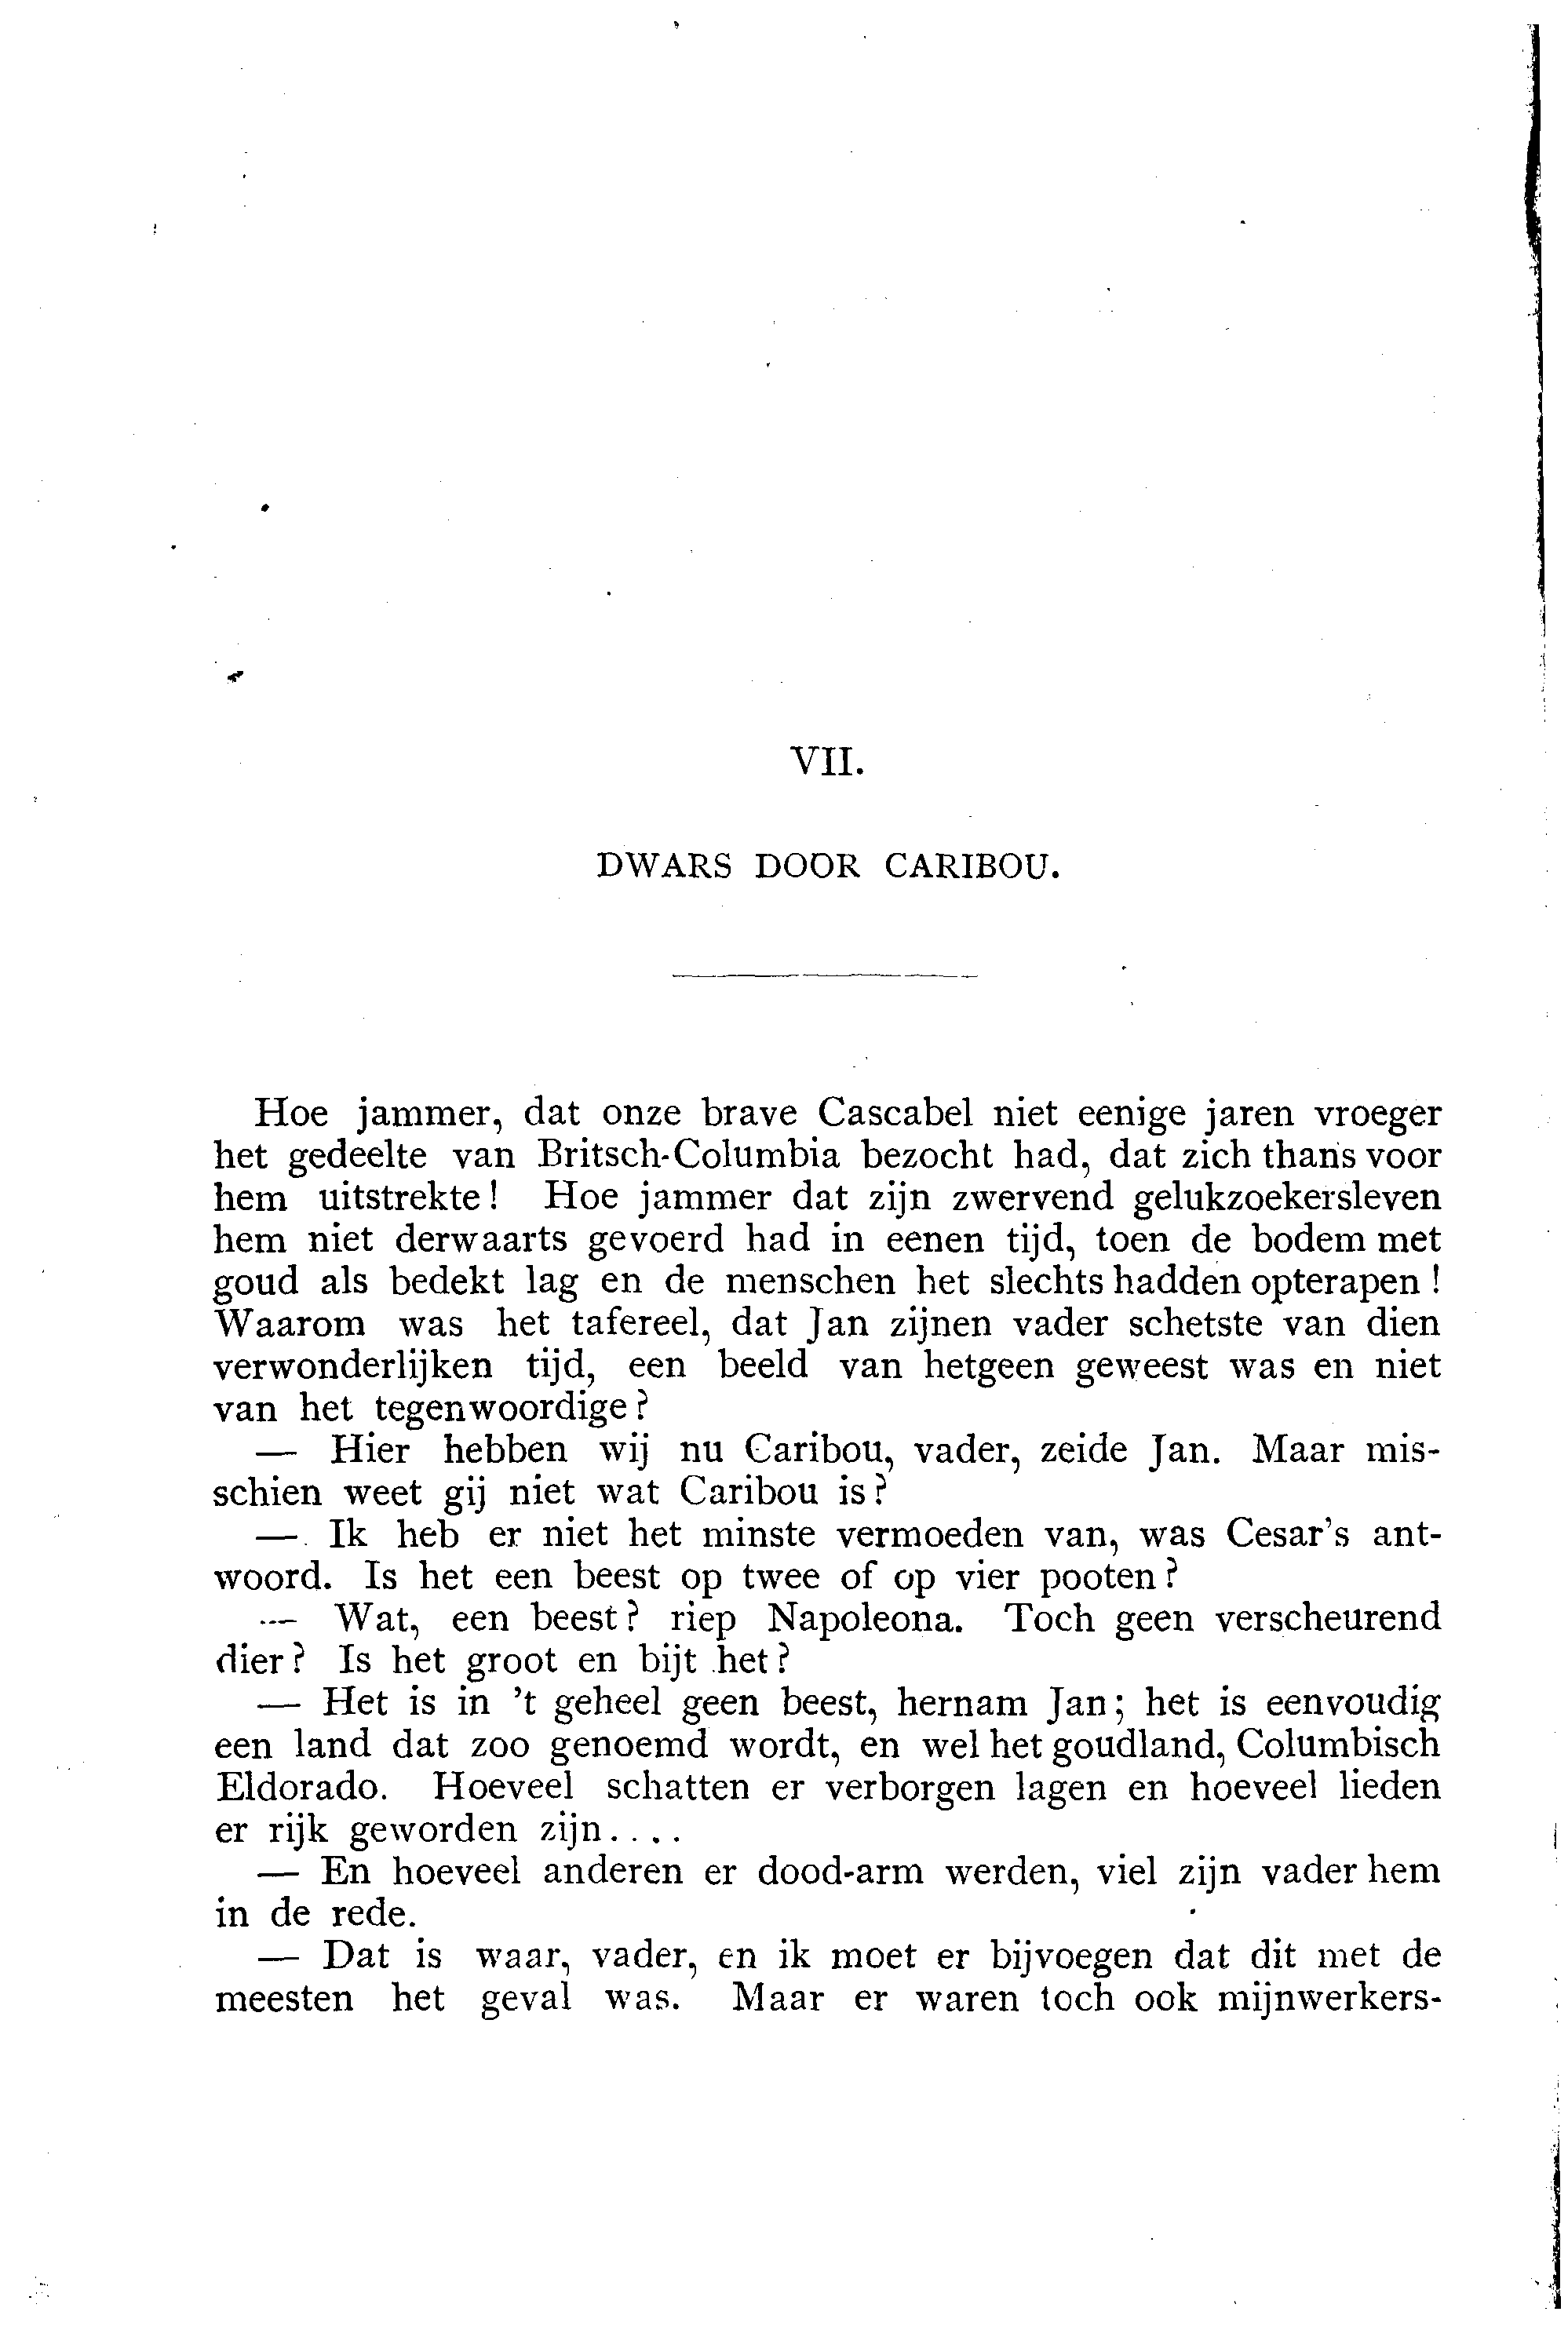 VII.
DWARS DOOR CARIBOU.
Hoe jammer, dat onze brave Cascabel niet eenige jaren vroeger
het gedeelte van Britsch-Columbia bezocht had, dat zich thans voor
hem uitstrekte! Hoe jammer dat zijn zwervend gelukzoekersleven
hem niet derwaarts gevoerd had in eenen tijd, toen de bodem met
goud als bedekt lag en de menschen het slechts hadden opterapen!
Waarom was het tafereel, dat Jan zijnen vader schetste van dien
verwonderlijken tijd, een beeld van hetgeen geweest was en niet
van het tegenwoordige?
— Hier hebben wij nu Caribou, vader, zeide Jan. Maar mis-
schien weet gij niet wat Caribou is?
— Ik heb er niet het minste vermoeden van, was Cesar's ant-
woord. Is het een beest op twee of op vier pooten?
— Wat, een beest? riep Napoleona. Toch geen verscheurend
dier? Is het groot en bijt het?
— Het is in 't geheel geen beest, hernam Jan; het is eenvoudig
een land dat zoo genoemd wordt, en wel het goudland, Columbisch
Eldorado. Hoeveel schatten er verborgen lagen en hoeveel lieden
er rijk geworden zijn....
— En hoeveel anderen er dood-arm werden, viel zijn vader hem
in de rede.
— Dat is waar, vader, en ik moet er bijvoegen dat dit met de
meesten het geval was. Maar er waren toch ook mijnwerkers-